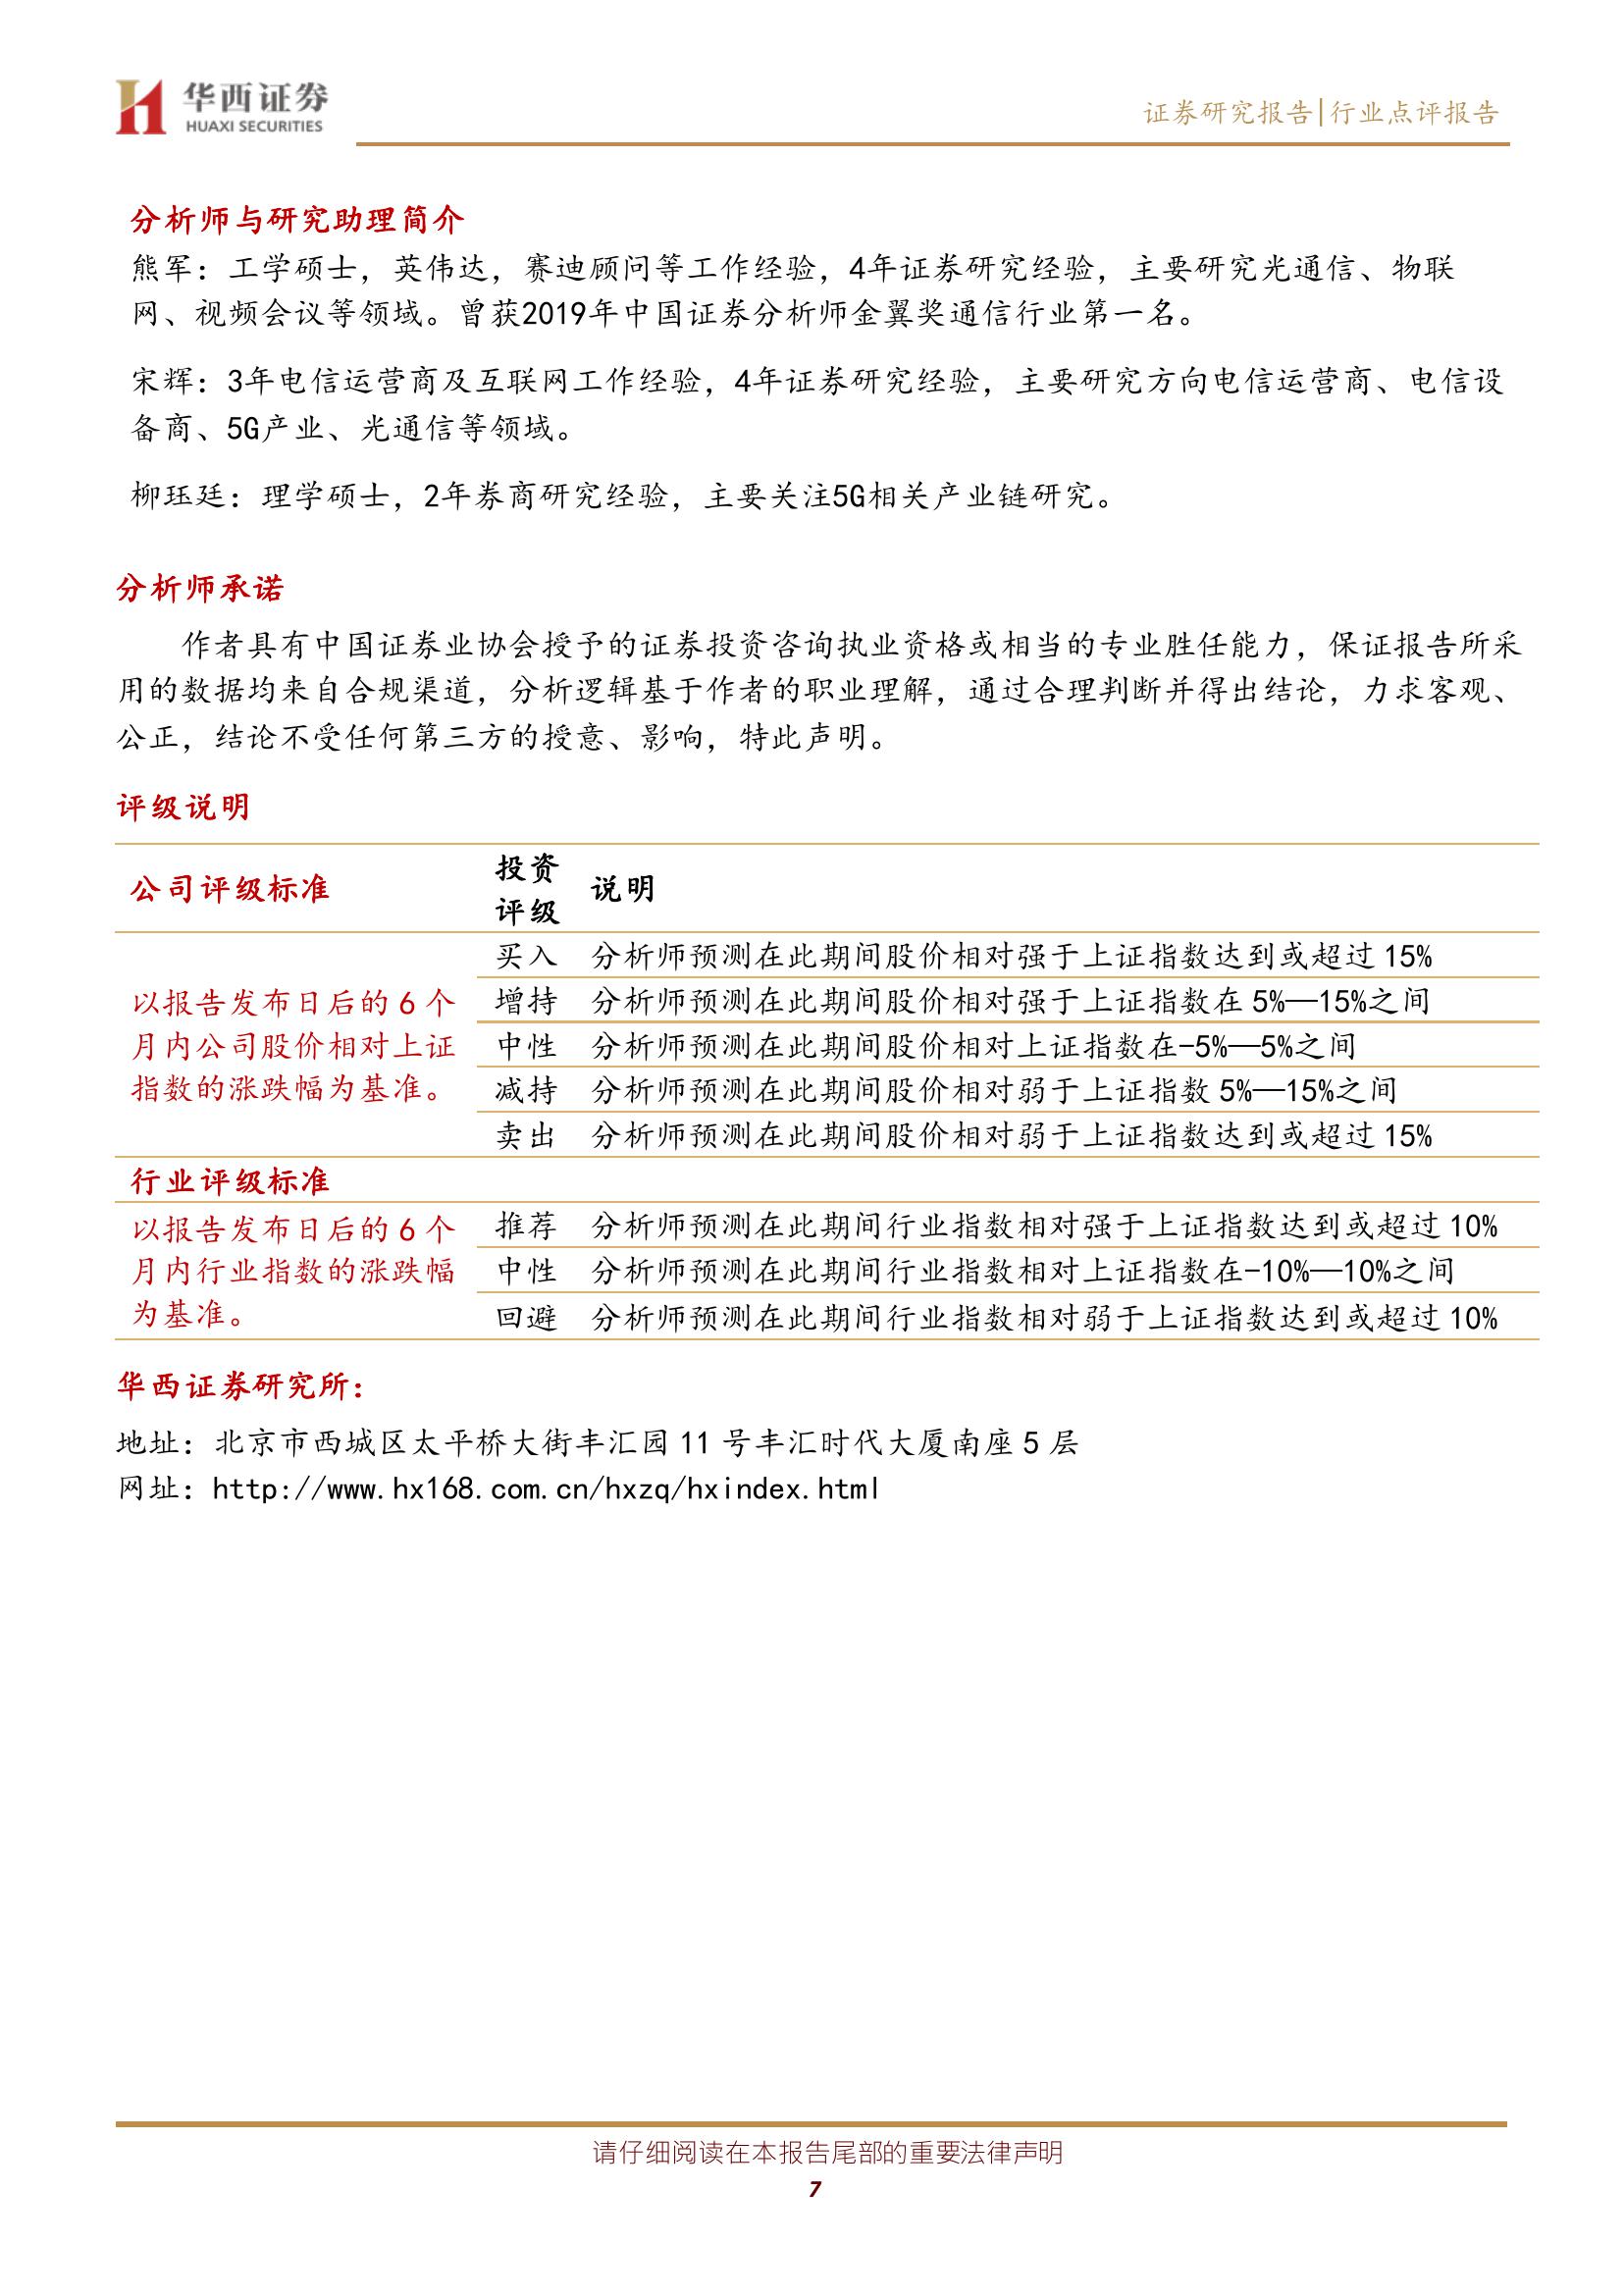 华西证券
HUAXI SECURITIES
证券研究报告|行业点评报告
分析师与研究助理简介
熊军：工学硕士，英伟达，赛迪顾问等工作经验，4年证券研究经验，主要研究光通信、物联
网、视频会议等领域。曾获2019年中国证券分析师金翼奖通信行业第一名。
宋辉：3年电信运营商及互联网工作经验，4年证券研究经验，主要研究方向电信运营商、电信设
备商、5G产业、光通信等领域。
柳珏廷：理学硕士，2年券商研究经验，主要关注5G相关产业链研究。
分析师承诺
作者具有中国证券业协会授予的证券投资咨询执业资格或相当的专业胜任能力，保证报告所采
用的数据均来自合规渠道，分析逻辑基于作者的职业理解，通过合理判断并得出结论，力求客观、
公正，结论不受任何第三方的授意、影响，特此声明。
评级说明
公司评级标准
投资
评级
说明
以报告发布日后的 6 个
月内公司股价相对上证
指数的涨跌幅为基准。
买入 分析师预测在此期间股价相对强于上证指数达到或超过 15%
增持 分析师预测在此期间股价相对强于上证指数在 5%—15%之间
中性 分析师预测在此期间股价相对上证指数在-5%—5%之间
减持 分析师预测在此期间股价相对弱于上证指数 5%—15%之间
卖出 分析师预测在此期间股价相对弱于上证指数达到或超过 15%
行业评级标准
以报告发布日后的 6 个
月内行业指数的涨跌幅
为基准。
推荐 分析师预测在此期间行业指数相对强于上证指数达到或超过 10%
中性 分析师预测在此期间行业指数相对上证指数在-10%—10%之间
回避 分析师预测在此期间行业指数相对弱于上证指数达到或超过 10%
华西证券研究所：
地址：北京市西城区太平桥大街丰汇园 11 号丰汇时代大厦南座 5 层
网址：http://www.hx168.com.cn/hxzq/hxindex.html
请仔细阅读在本报告尾部的重要法律声明
7